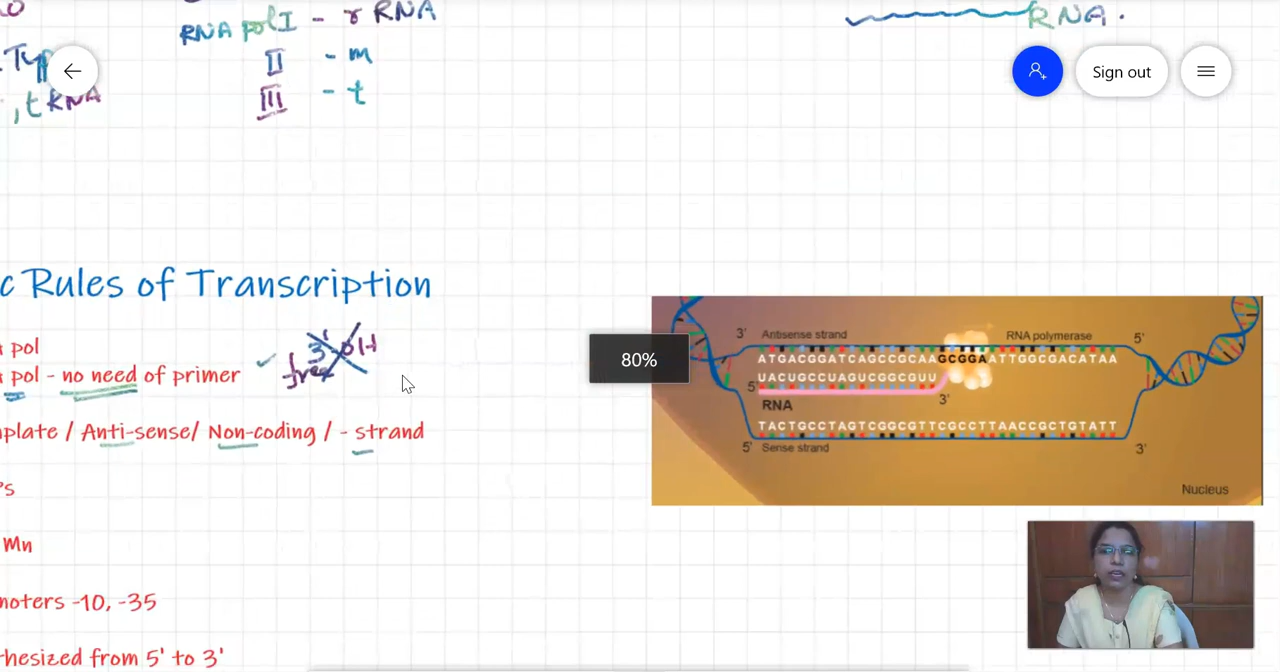 RNA pol I - r RNA
RNA.
II - m
III - t
, t RNA
Sign out
c Rules of Transcription
pol
pol - no need of primer
3' OH
free
80%
plate / Anti-sense/ Non-coding / - strand
Mn
moters -10, -35
hesized from 5' to 3'
3' Antisense strand RNA polymerase 5'
ATGACGGATCAGCCGCAAGCGGAATTGGCGACATAA
UACUGCCUAGUCGGCGUU
5' 3'
RNA
TACTGCCTAGTCGGCGTTCGCCTTAACCGCTGTATT
5' Sense strand 3'
Nucleus